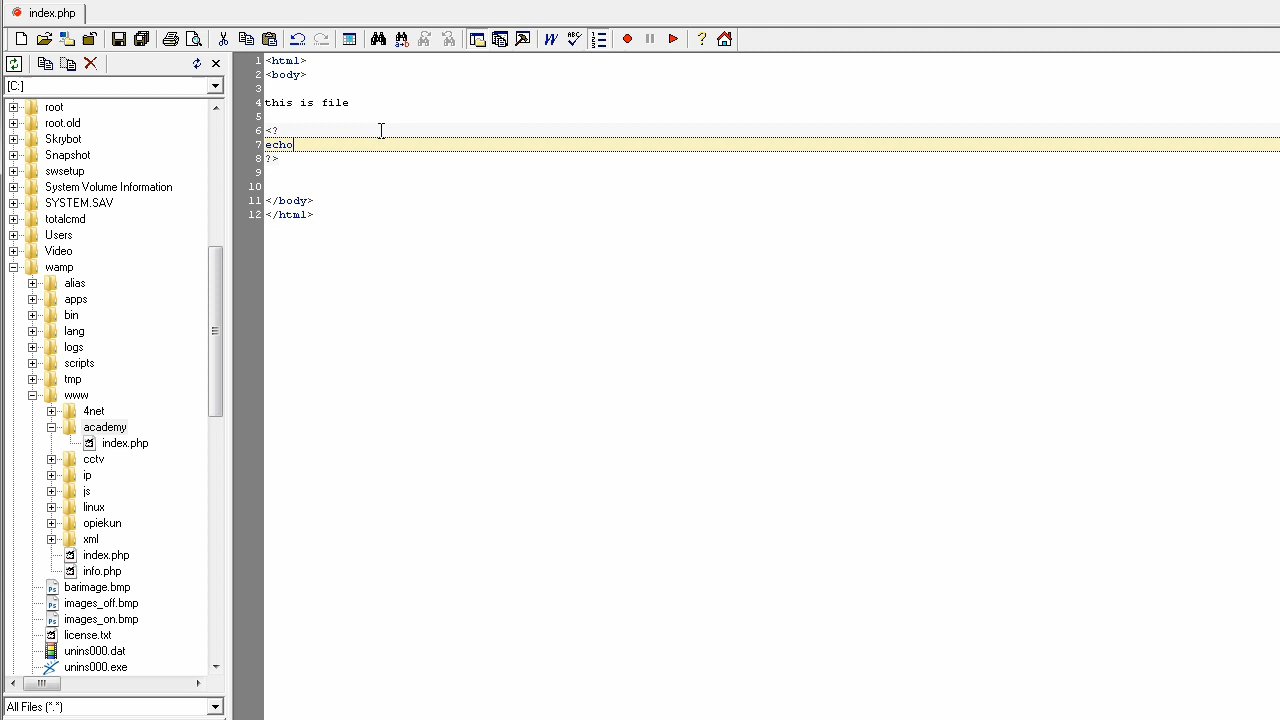 index.php
[C:]
root
root.old
Skrybot
Snapshot
swsetup
System Volume Information
SYSTEM.SAV
totalcmd
Users
Video
wamp
alias
apps
bin
lang
logs
scripts
tmp
www
4net
academy
index.php
cctv
ip
js
linux
opiekun
xml
index.php
info.php
barimage.bmp
images_off.bmp
images_on.bmp
license.txt
unins000.dat
unins000.exe
All Files (*.*)
1 <html>
2 <body>
3
4 this is file
5
6 <?
7 echo
8 ?>
9
10
11 </body>
12 </html>